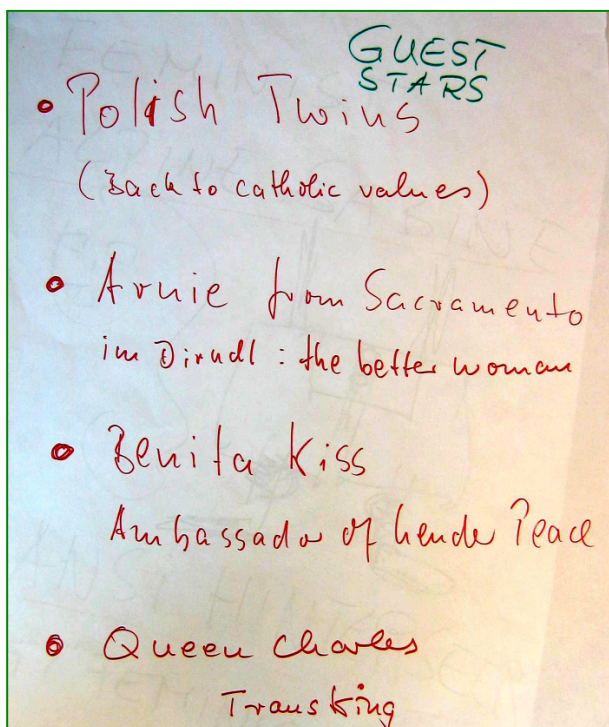 GUEST
STARS
• Polish Twins
(Back to catholic values)
• Arnie from Sacramento
im Dirndl : the better woman
• Benita Kiss
Ambassador of Gender Peace
• Queen Charles
Transking